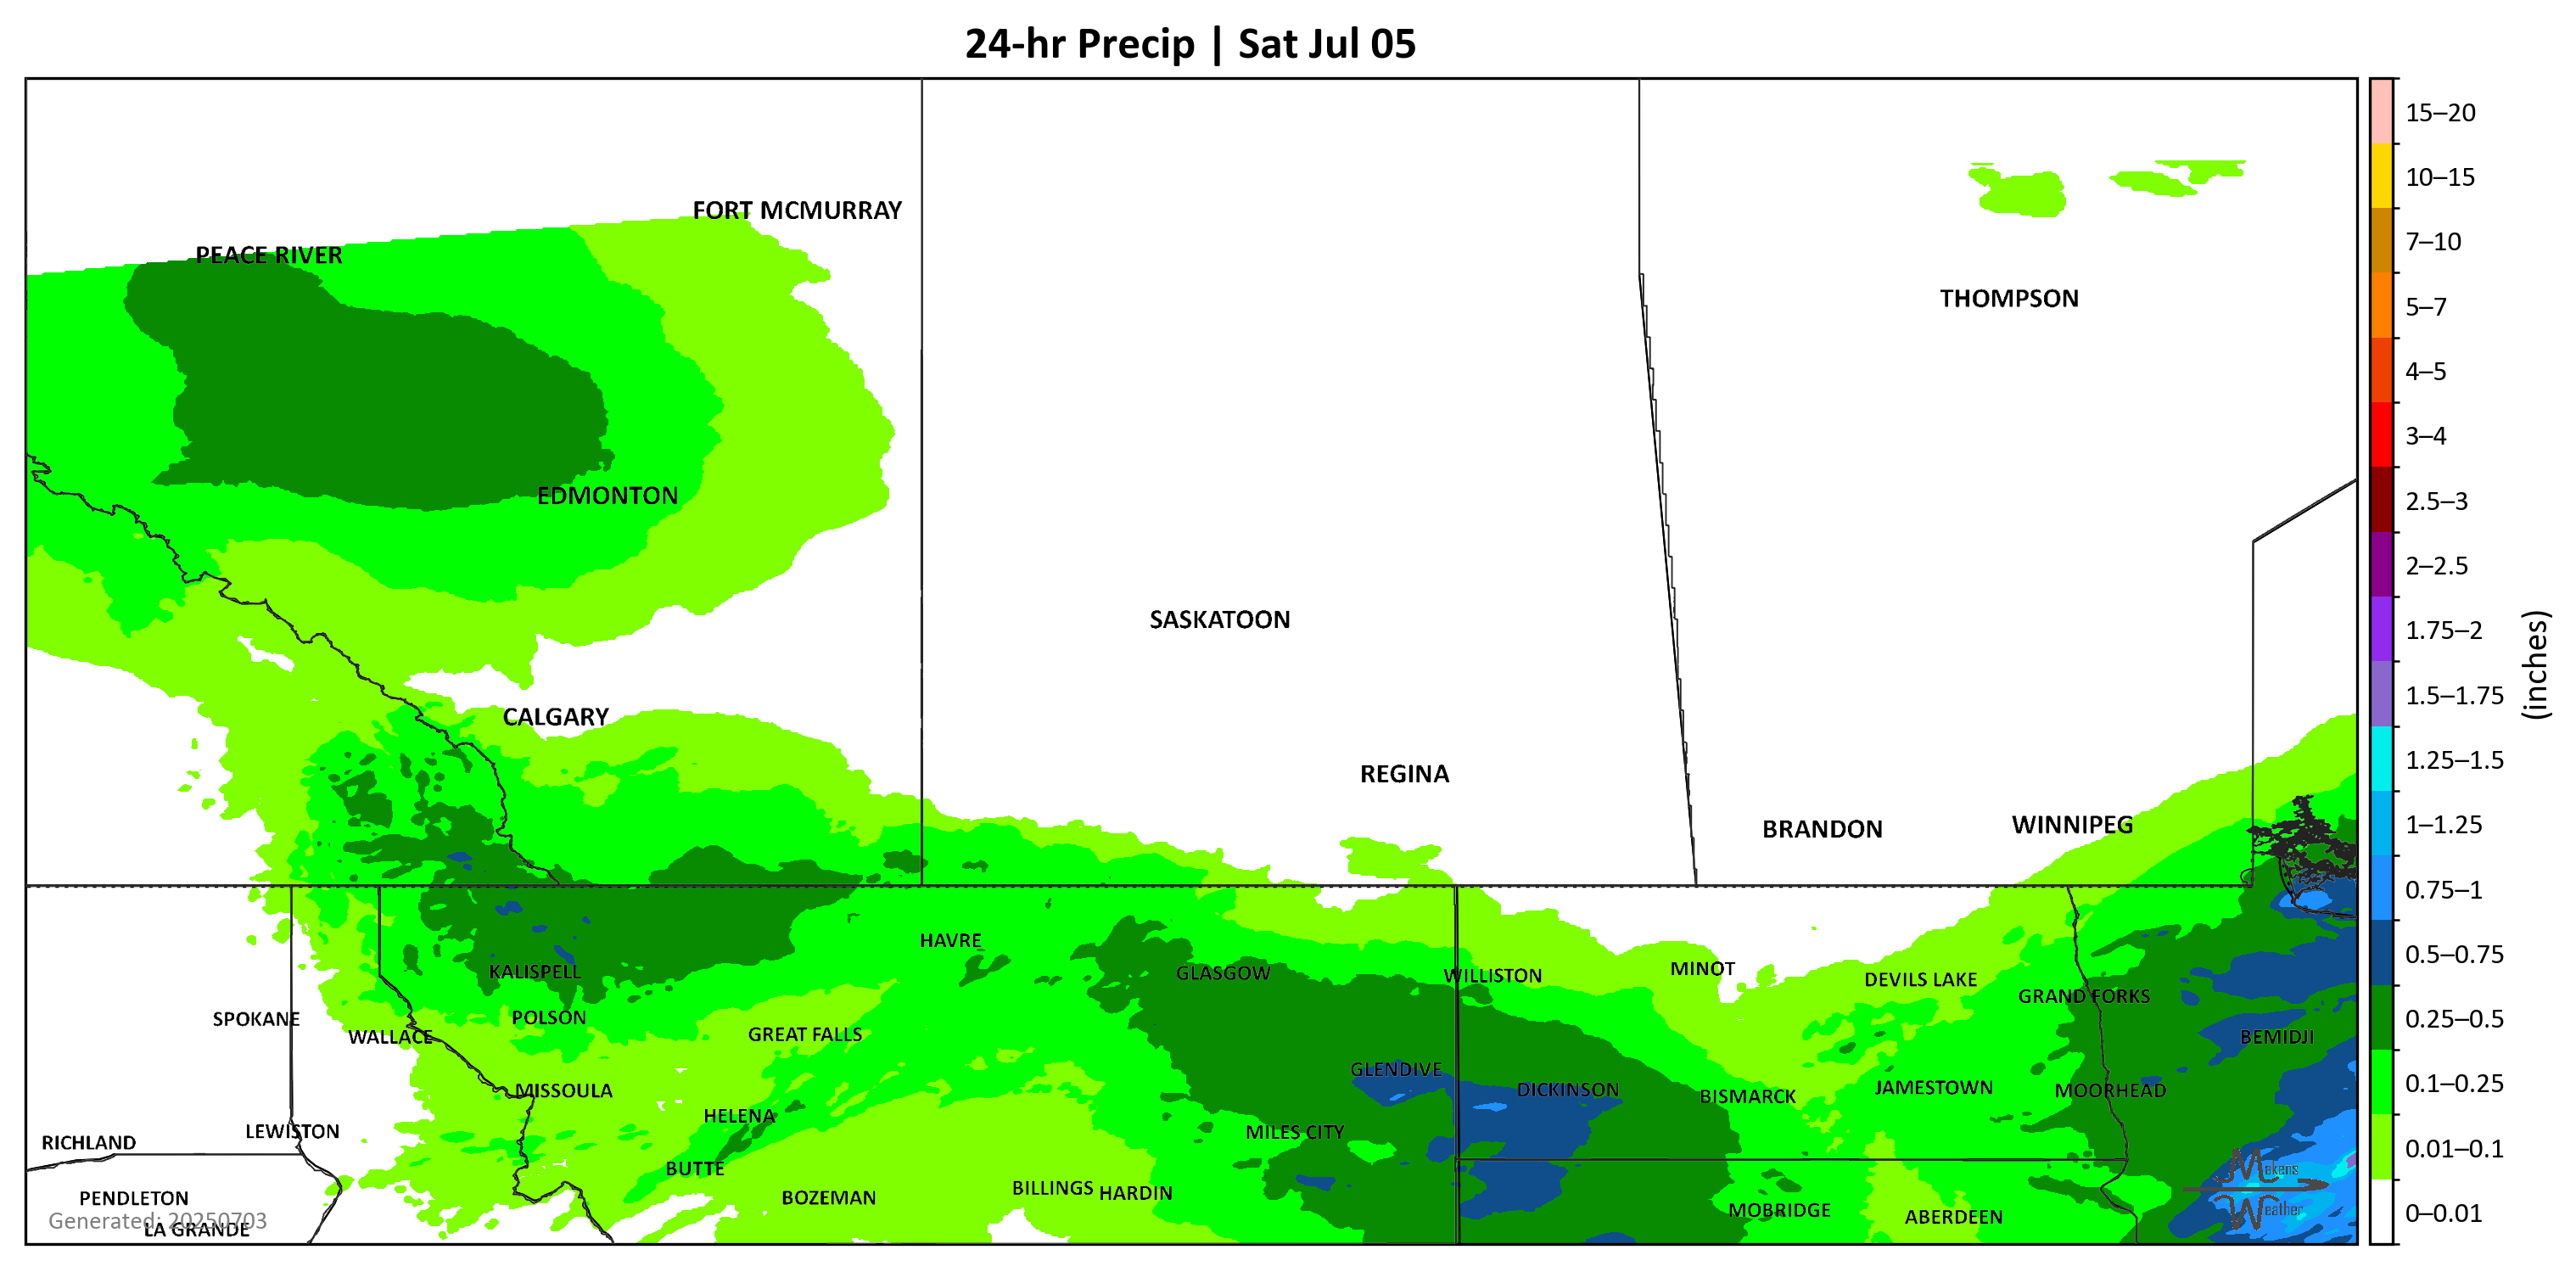 24-hr Precip | Sat Jul 05
FORT MCMURRAY
PEACE RIVER
THOMPSON
EDMONTON
SASKATOON
CALGARY
REGINA
BRANDON
WINNIPEG
HAVRE
KALISPELL
GLASGOW
WILLISTON
MINOT
DEVILS LAKE
GRAND FORKS
SPOKANE
POLSON
WALLACE
GREAT FALLS
BEMIDJI
GLENDIVE
DICKINSON
MISSOULA
BISMARCK
JAMESTOWN
MOORHEAD
HELENA
RICHLAND
LEWISTON
MILES CITY
BUTTE
PENDLETON
BOZEMAN
BILLINGS
HARDIN
MOBRIDGE
ABERDEEN
Generated: 20250703
LA GRANDE
Mekens
Weather
15–20
10–15
7–10
5–7
4–5
3–4
2.5–3
2–2.5
1.75–2
1.5–1.75
1.25–1.5
1–1.25
0.75–1
0.5–0.75
0.25–0.5
0.1–0.25
0.01–0.1
0–0.01
(inches)